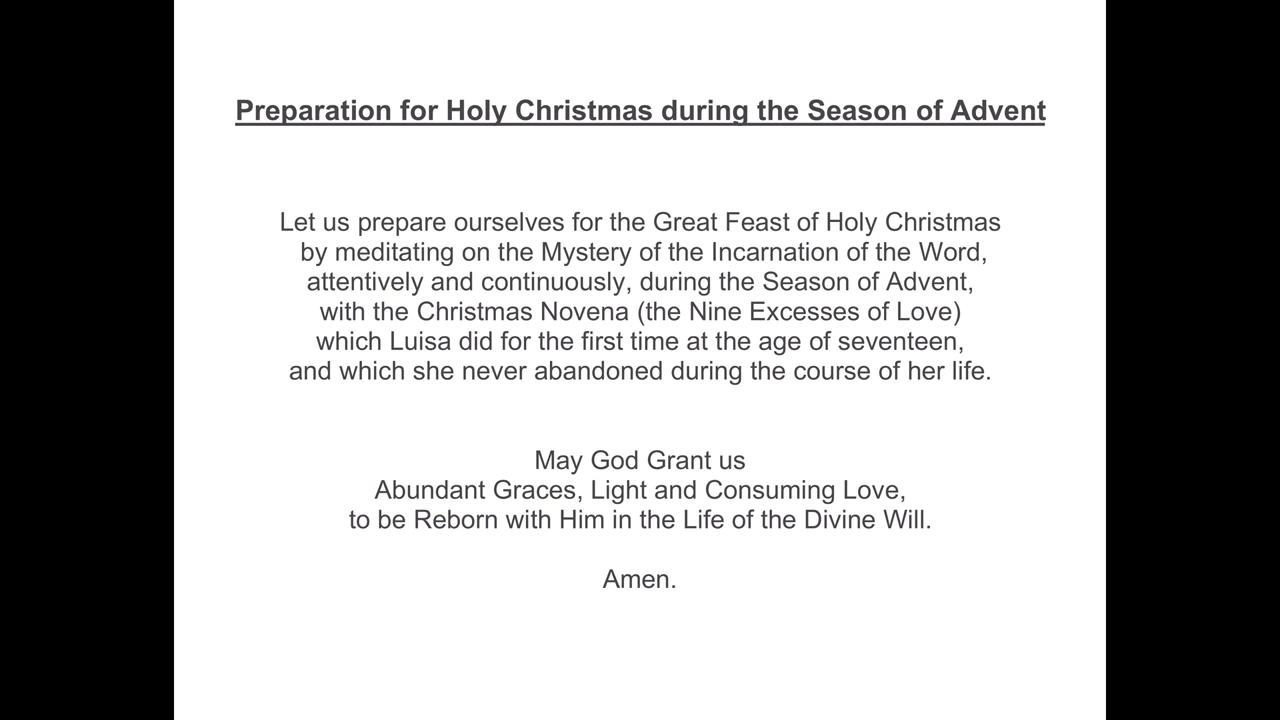 Preparation for Holy Christmas during the Season of Advent
Let us prepare ourselves for the Great Feast of Holy Christmas
by meditating on the Mystery of the Incarnation of the Word,
attentively and continuously, during the Season of Advent,
with the Christmas Novena (the Nine Excesses of Love)
which Luisa did for the first time at the age of seventeen,
and which she never abandoned during the course of her life.
May God Grant us
Abundant Graces, Light and Consuming Love,
to be Reborn with Him in the Life of the Divine Will.
Amen.